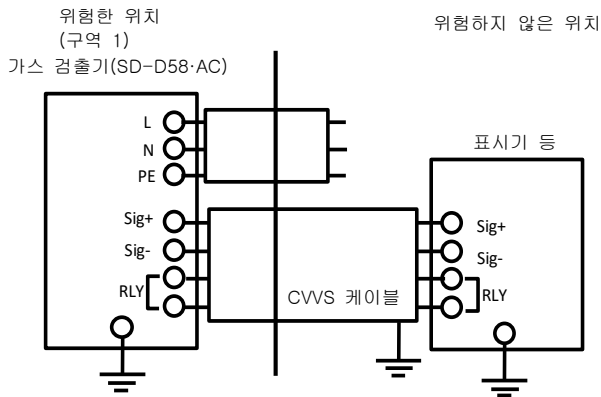 위험한 위치
(구역 1)
가스 검출기(SD-D58·AC)
위험하지 않은 위치
표시기 등
L
N
PE
Sig+
Sig-
RLY
CVVS 케이블
Sig+
Sig-
RLY